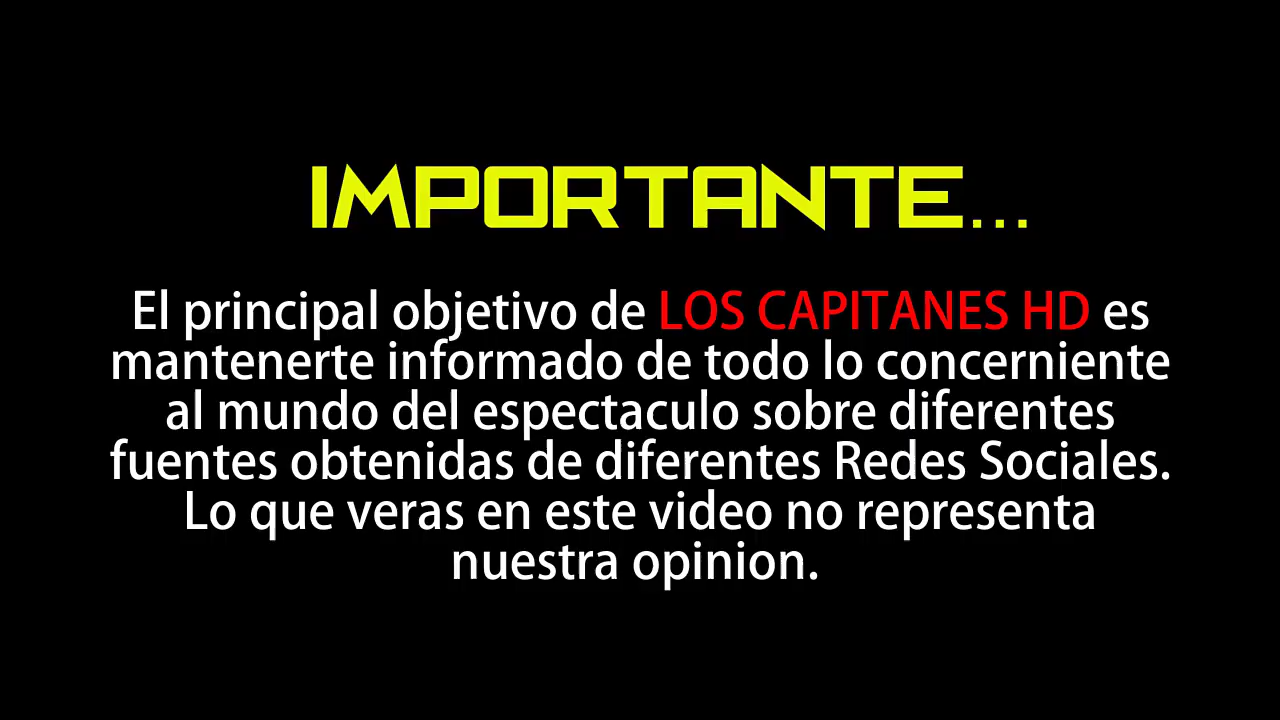 IMPORTANTE...
El principal objetivo de LOS CAPITANES HD es
mantenerte informado de todo lo concerniente
al mundo del espectaculo sobre diferentes
fuentes obtenidas de diferentes Redes Sociales.
Lo que veras en este video no representa
nuestra opinion.